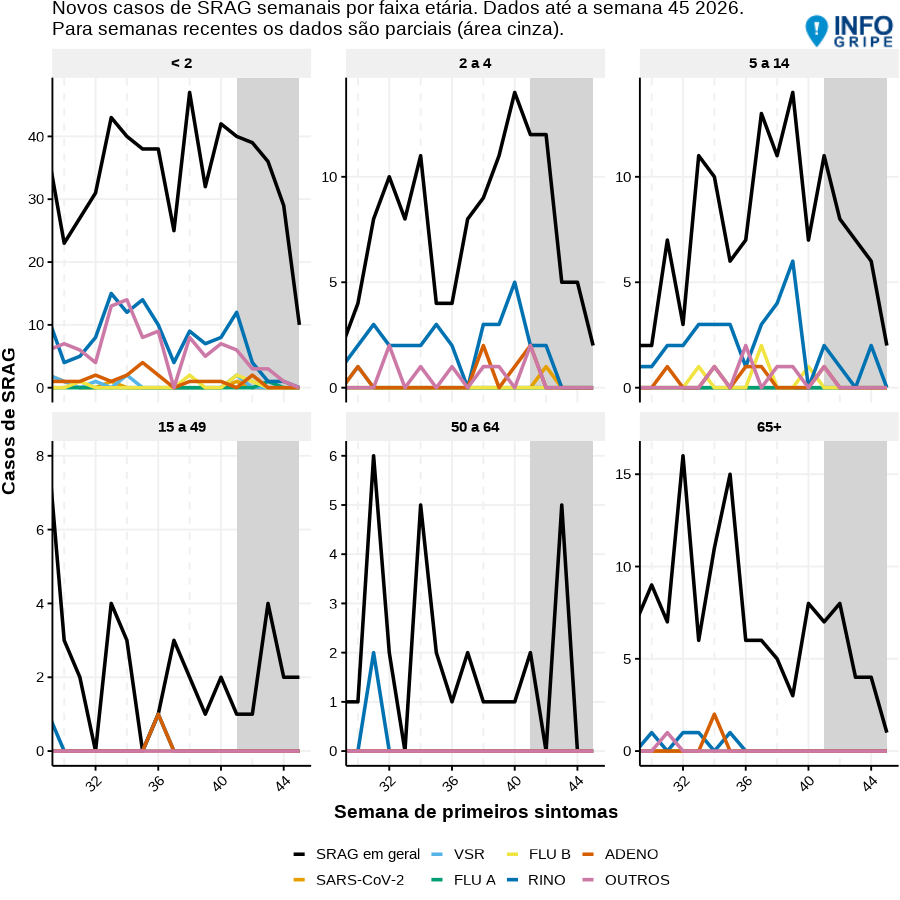 Novos casos de SRAG semanais por faixa etária. Dados até a semana 45 2026.
Para semanas recentes os dados são parciais (área cinza).
INFO
GRIPE
< 2
2 a 4
5 a 14
40
30
20
10
0
10
5
0
10
5
0
Casos de SRAG
15 a 49
50 a 64
65+
8
6
4
2
0
6
5
4
3
2
1
0
15
10
5
0
32 36 40 44
32 36 40 44
32 36 40 44
Semana de primeiros sintomas
SRAG em geral VSR FLU B ADENO
SARS-CoV-2 FLU A RINO OUTROS